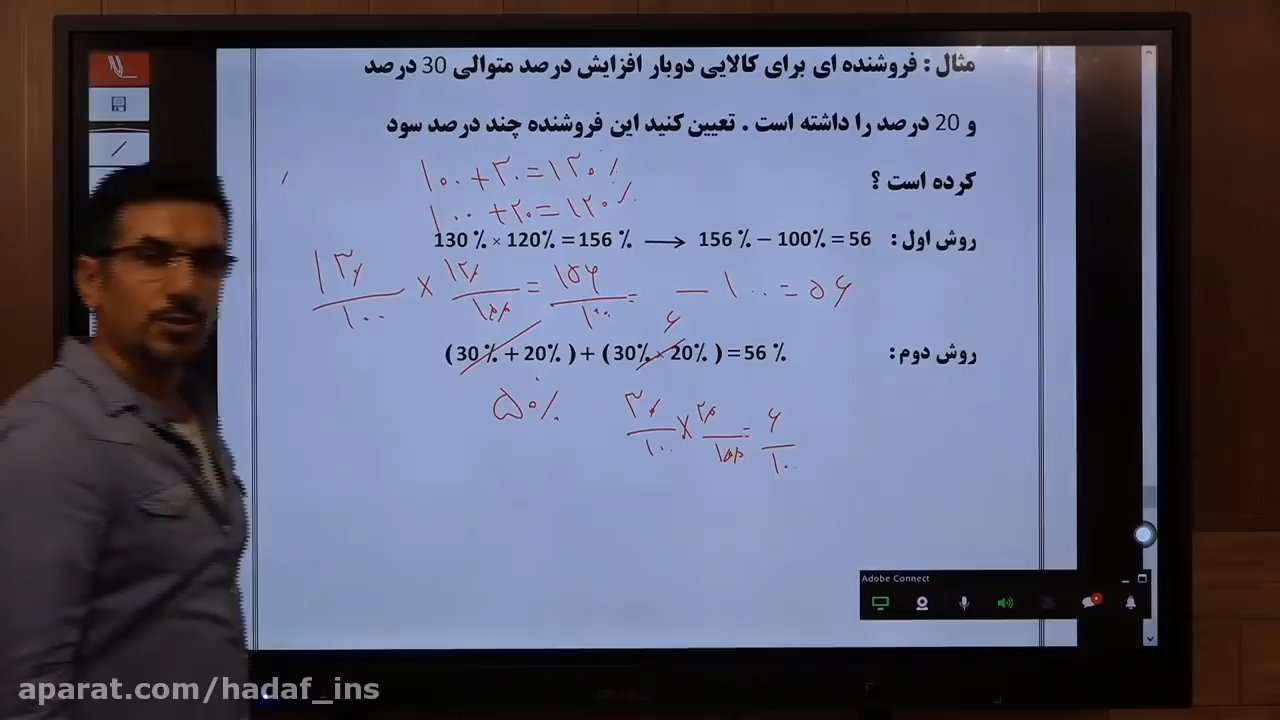 مثال : فروشنده ای برای کالایی دوبار افزایش درصد متوالی 30 درصد
و 20 درصد را داشته است . تعیین کنید این فروشنده چند درصد سود
کرده است ؟
۱۰۰ + ۳۰ = ۱۳۰ ٪
۱۰۰ + ۲۰ = ۱۲۰ ٪
روش اول : 130 % × 120% = 156 % ⟶ 156 % − 100% = 56
۱۳۰/۱۰۰ × ۱۲۰/۱۰۰ = ۱۵۶/۱۰۰ = − ۱۰۰ = ۵۶
۶
روش دوم : (30 % + 20% ) + (30% × 20% ) = 56 %
۵۰٪
۳۰/۱۰۰ × ۲۰/۱۰۰ = ۶/۱۰۰
Adobe Connect
aparat.com/hadaf_ins